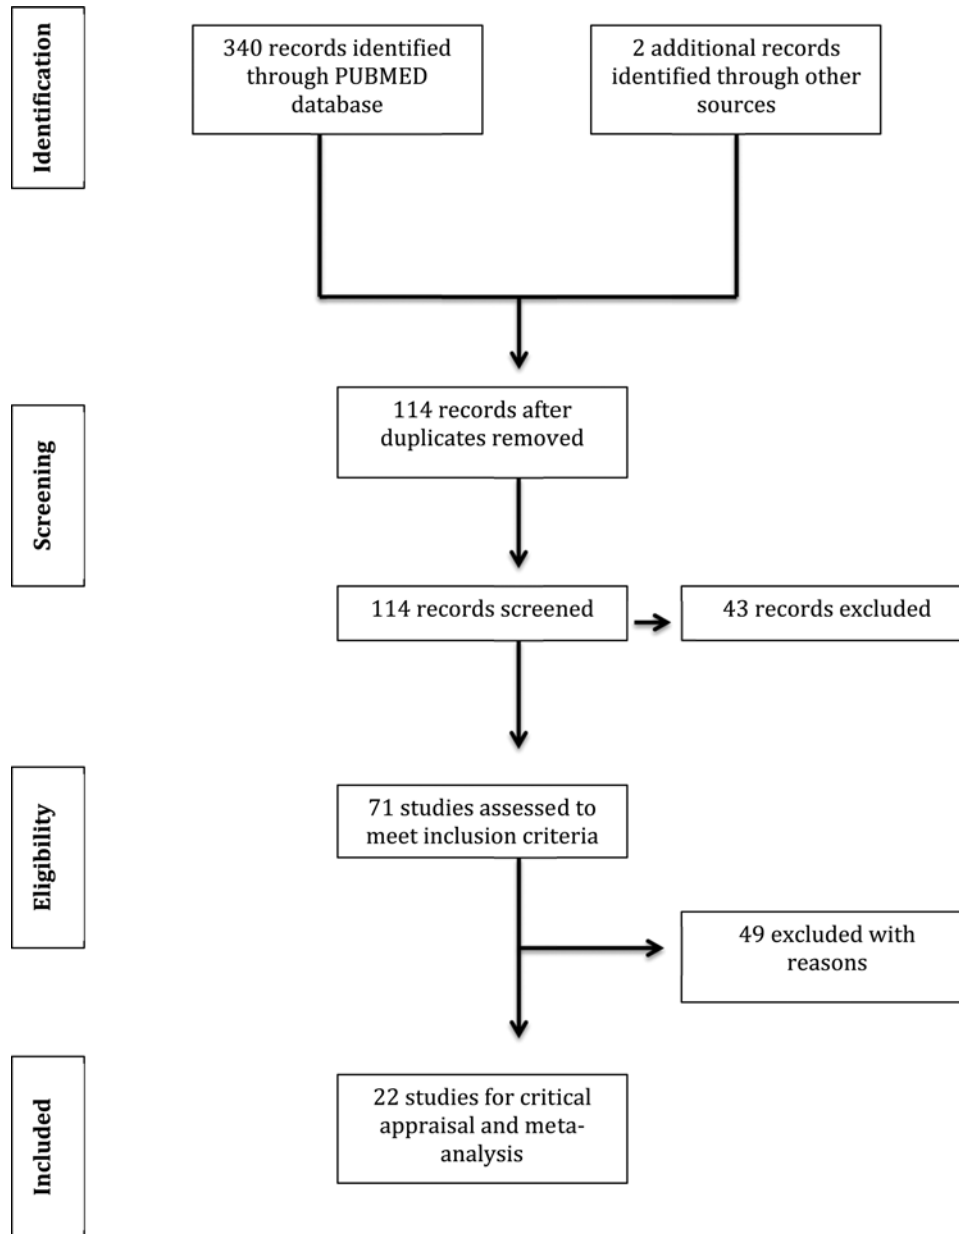 Identification
340 records identified
through PUBMED
database
2 additional records
identified through other
sources
Screening
114 records after
duplicates removed
114 records screened
43 records excluded
Eligibility
71 studies assessed to
meet inclusion criteria
49 excluded with
reasons
Included
22 studies for critical
appraisal and meta-
analysis